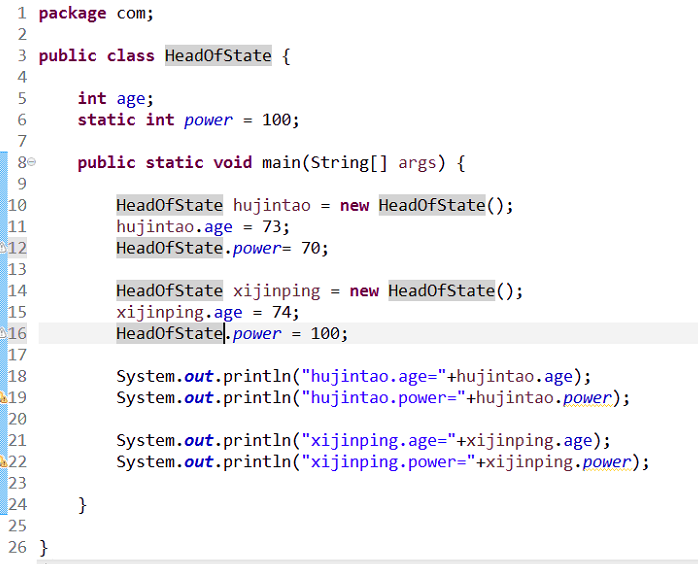 1 package com;
2
3 public class HeadOfState {
4
5     int age;
6     static int power = 100;
7
8     public static void main(String[] args) {
9
10         HeadOfState hujintao = new HeadOfState();
11         hujintao.age = 73;
12         HeadOfState.power= 70;
13
14         HeadOfState xijinping = new HeadOfState();
15         xijinping.age = 74;
16         HeadOfState.power = 100;
17
18         System.out.println("hujintao.age="+hujintao.age);
19         System.out.println("hujintao.power="+hujintao.power);
20
21         System.out.println("xijinping.age="+xijinping.age);
22         System.out.println("xijinping.power="+xijinping.power);
23
24     }
25
26 }